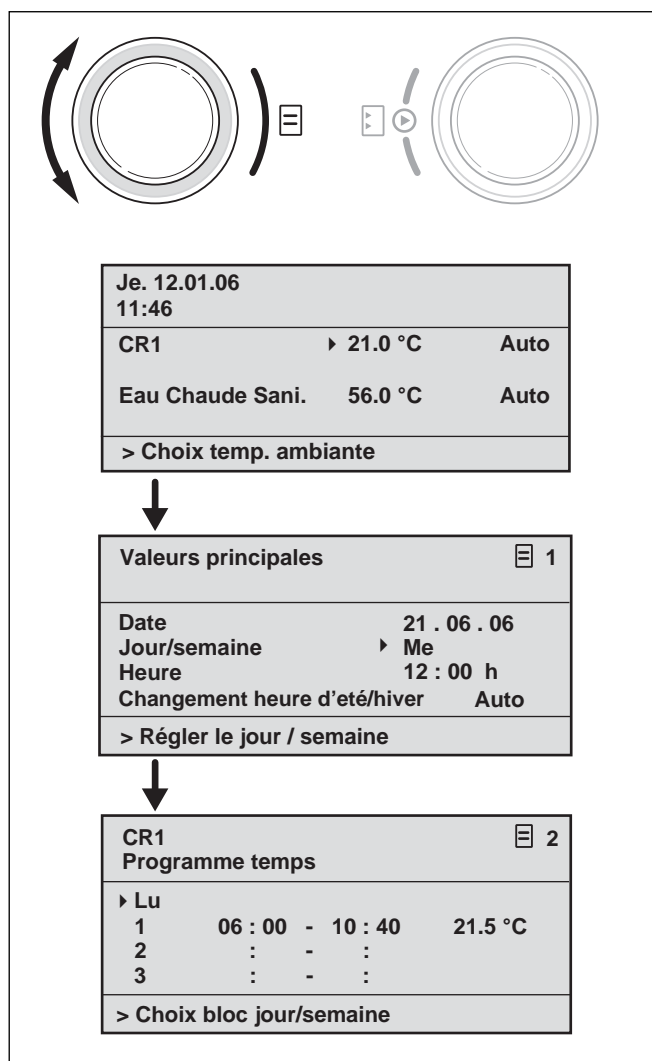 Je. 12.01.06
11:46
CR1 21.0 °C Auto
Eau Chaude Sani. 56.0 °C Auto
> Choix temp. ambiante
Valeurs principales 1
Date 21 . 06 . 06
Jour/semaine Me
Heure 12 : 00 h
Changement heure d'eté/hiver Auto
> Régler le jour / semaine
CR1 2
Programme temps
Lu
1 06 : 00 - 10 : 40 21.5 °C
2 : - :
3 : - :
> Choix bloc jour/semaine